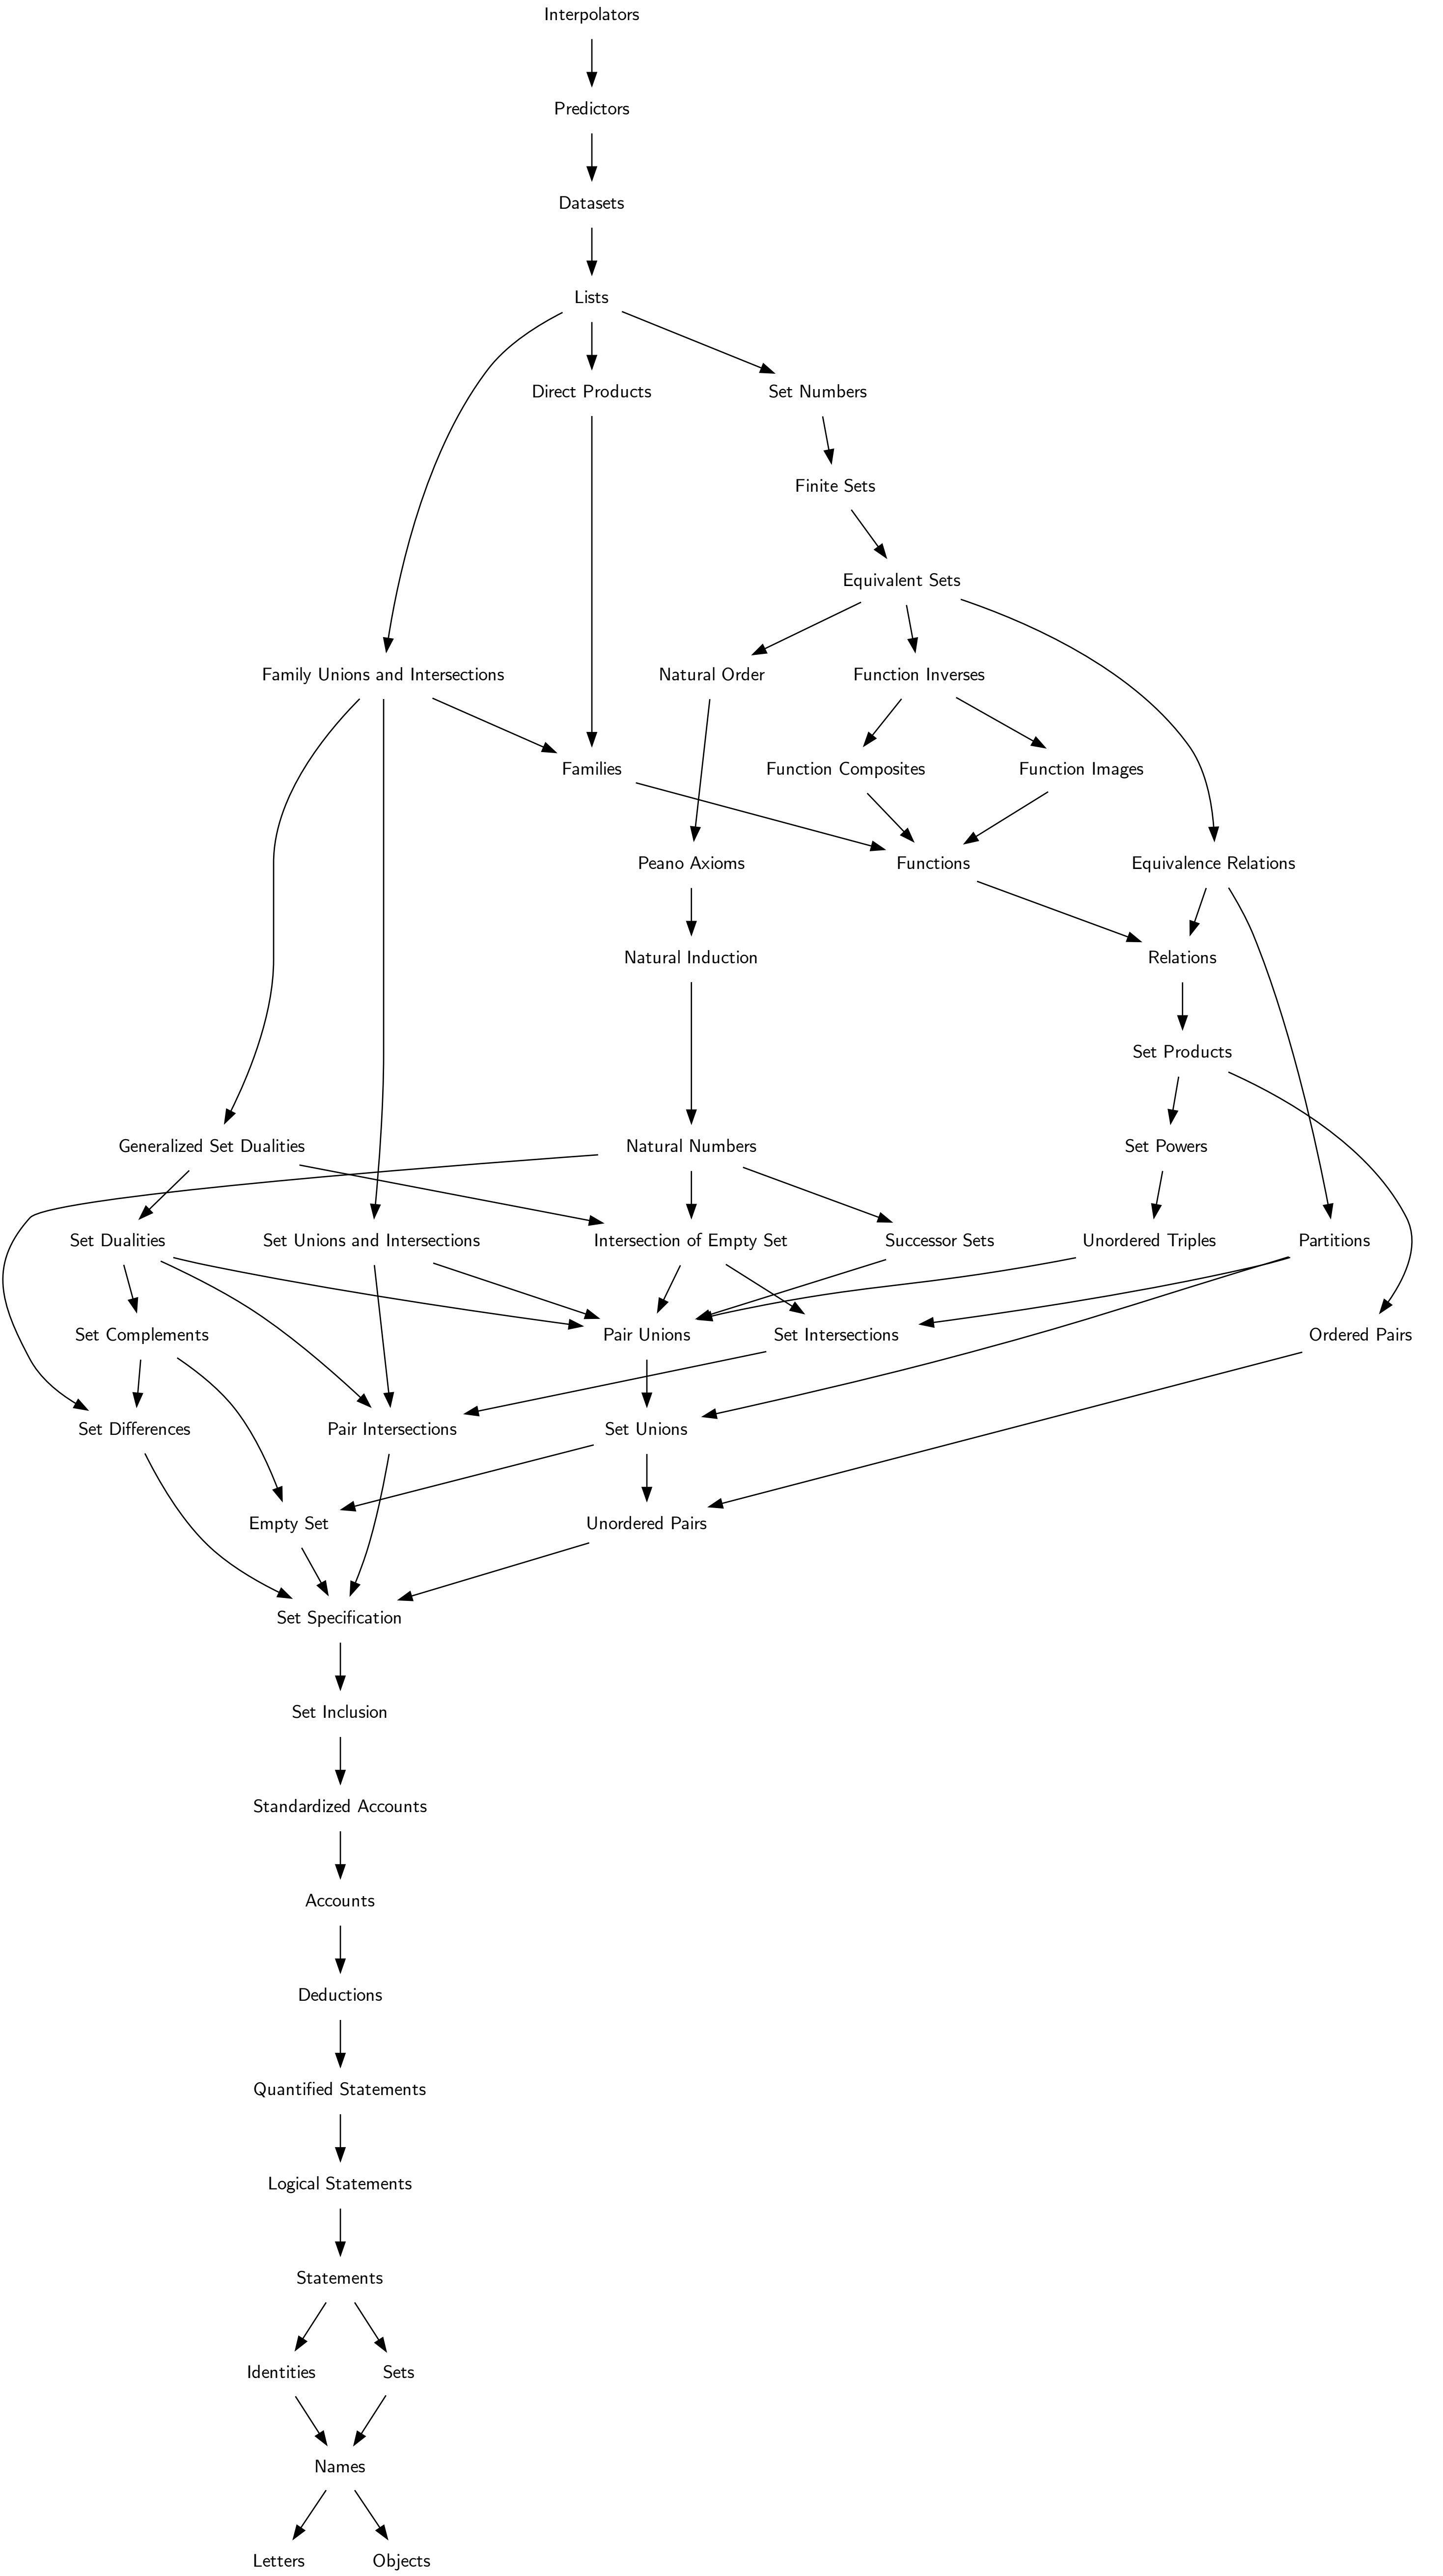 Interpolators
Predictors
Datasets
Lists
Direct Products
Set Numbers
Finite Sets
Equivalent Sets
Family Unions and Intersections
Natural Order
Function Inverses
Families
Function Composites
Function Images
Peano Axioms
Functions
Equivalence Relations
Natural Induction
Relations
Set Products
Generalized Set Dualities
Natural Numbers
Set Powers
Set Dualities
Set Unions and Intersections
Intersection of Empty Set
Successor Sets
Unordered Triples
Partitions
Set Complements
Pair Unions
Set Intersections
Ordered Pairs
Set Differences
Pair Intersections
Set Unions
Empty Set
Unordered Pairs
Set Specification
Set Inclusion
Standardized Accounts
Accounts
Deductions
Quantified Statements
Logical Statements
Statements
Identities
Sets
Names
Letters
Objects